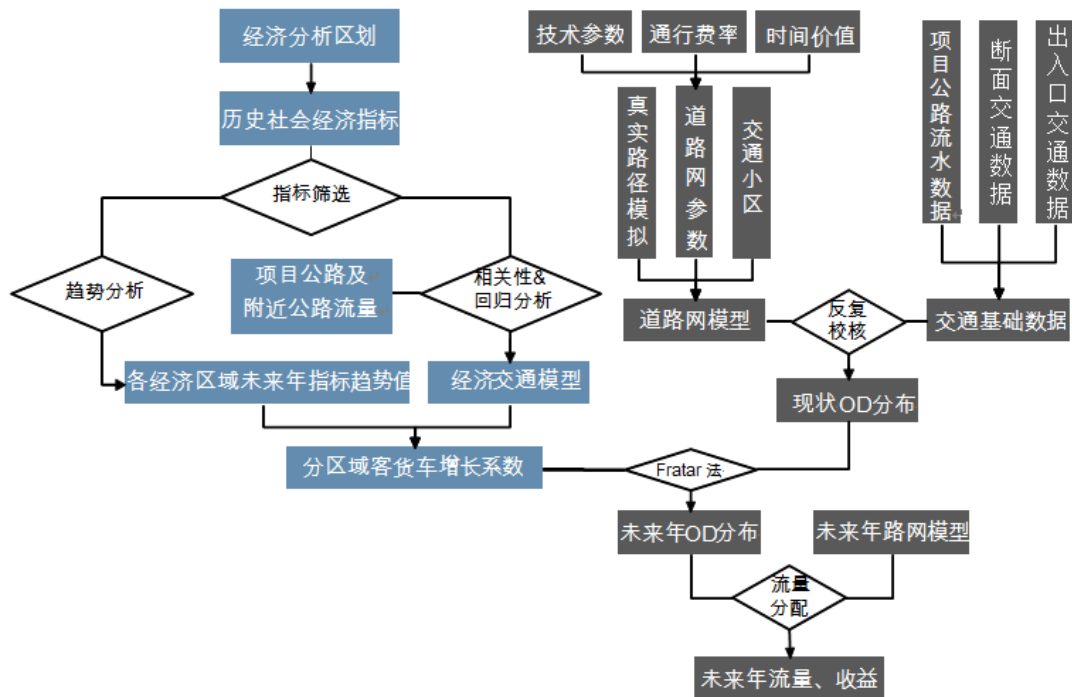 经济分析区划
历史社会经济指标
指标筛选
趋势分析
项目公路及
附近公路流量
相关性&
回归分析
各经济区域未来年指标趋势值
经济交通模型
分区域客货车增长系数
技术参数
通行费率
时间价值
真实路径模拟
道路网参数
交通小区
道路网模型
项目公路流水数据
断面交通数据
出入口交通数据
反复
校核
交通基础数据
现状OD分布
Fratar 法
未来年OD分布
未来年路网模型
流量
分配
未来年流量、收益